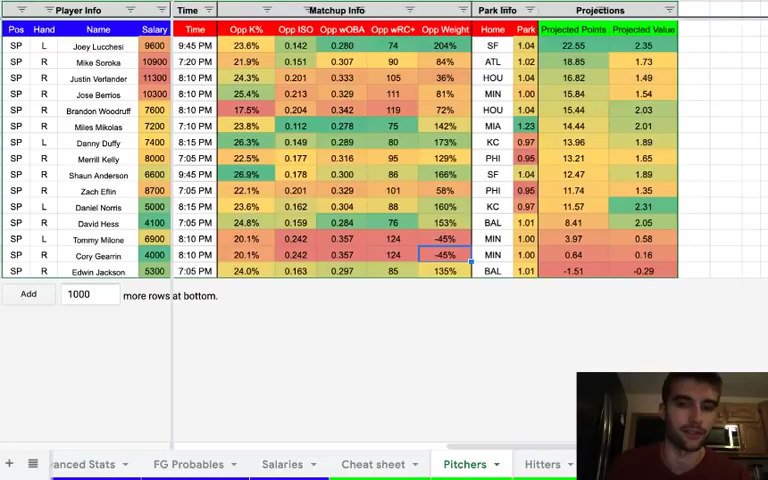 Player Info Time Matchup Info Park Info Projections
Pos Hand Name Salary Time Opp K% Opp ISO Opp wOBA Opp wRC+ Opp Weight Home Park Projected Points Projected Value
SP L Joey Lucchesi 9600 9:45 PM 23.6% 0.142 0.280 74 204% SF 1.04 22.55 2.35
SP R Mike Soroka 10900 7:20 PM 21.9% 0.151 0.307 90 84% ATL 1.02 18.85 1.73
SP R Justin Verlander 11300 8:10 PM 24.3% 0.201 0.333 105 36% HOU 1.04 16.82 1.49
SP R Jose Berrios 10300 8:10 PM 25.4% 0.213 0.329 111 81% MIN 1.00 15.84 1.54
SP R Brandon Woodruff 7600 8:10 PM 17.5% 0.204 0.342 119 72% HOU 1.04 15.44 2.03
SP R Miles Mikolas 7200 7:10 PM 23.8% 0.112 0.278 75 142% MIA 1.23 14.44 2.01
SP L Danny Duffy 7400 8:15 PM 26.3% 0.149 0.289 80 173% KC 0.97 13.96 1.89
SP R Merrill Kelly 8000 7:05 PM 22.5% 0.177 0.316 95 129% PHI 0.95 13.21 1.65
SP R Shaun Anderson 6600 9:45 PM 26.9% 0.178 0.300 86 166% SF 1.04 12.47 1.89
SP R Zach Eflin 8700 7:05 PM 22.1% 0.201 0.329 101 58% PHI 0.95 11.74 1.35
SP L Daniel Norris 5000 8:15 PM 23.6% 0.162 0.304 88 160% KC 0.97 11.57 2.31
SP R David Hess 4100 7:05 PM 24.8% 0.159 0.284 76 153% BAL 1.01 8.41 2.05
SP L Tommy Milone 6900 8:10 PM 20.1% 0.242 0.357 124 -45% MIN 1.00 3.97 0.58
SP R Cory Gearrin 4000 8:10 PM 20.1% 0.242 0.357 124 -45% MIN 1.00 0.64 0.16
SP R Edwin Jackson 5300 7:05 PM 24.0% 0.163 0.297 85 135% BAL 1.01 -1.51 -0.29
Add 1000 more rows at bottom.
+ vanced Stats FG Probables Salaries Cheat sheet Pitchers Hitters